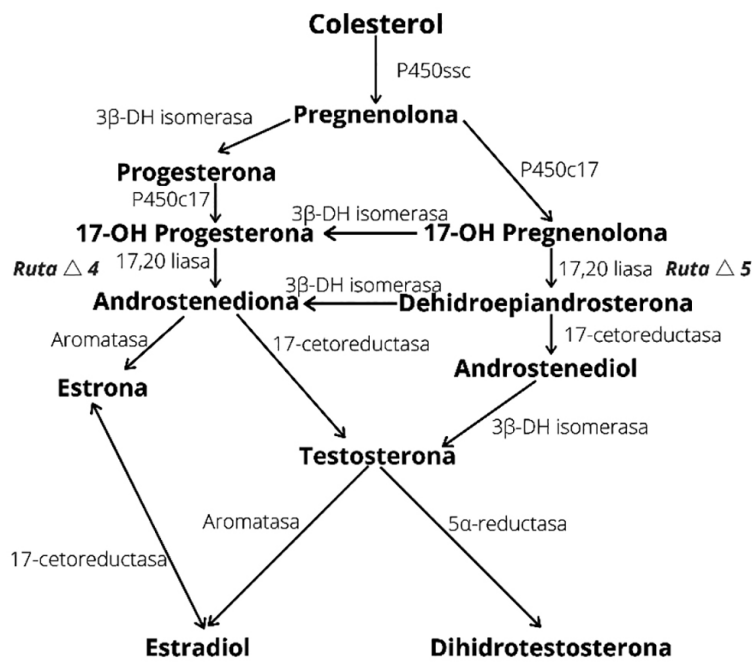 Colesterol
P450ssc
Pregnenolona
3β-DH isomerasa
Progesterona
P450c17
P450c17
3β-DH isomerasa
17-OH Progesterona
17-OH Pregnenolona
Ruta △ 4
17,20 liasa
17,20 liasa
Ruta △ 5
3β-DH isomerasa
Androstenediona
Dehidroepiandrosterona
Aromatasa
17-cetoreductasa
17-cetoreductasa
Androstenediol
Estrona
3β-DH isomerasa
Testosterona
Aromatasa
5α-reductasa
17-cetoreductasa
Estradiol
Dihidrotestosterona